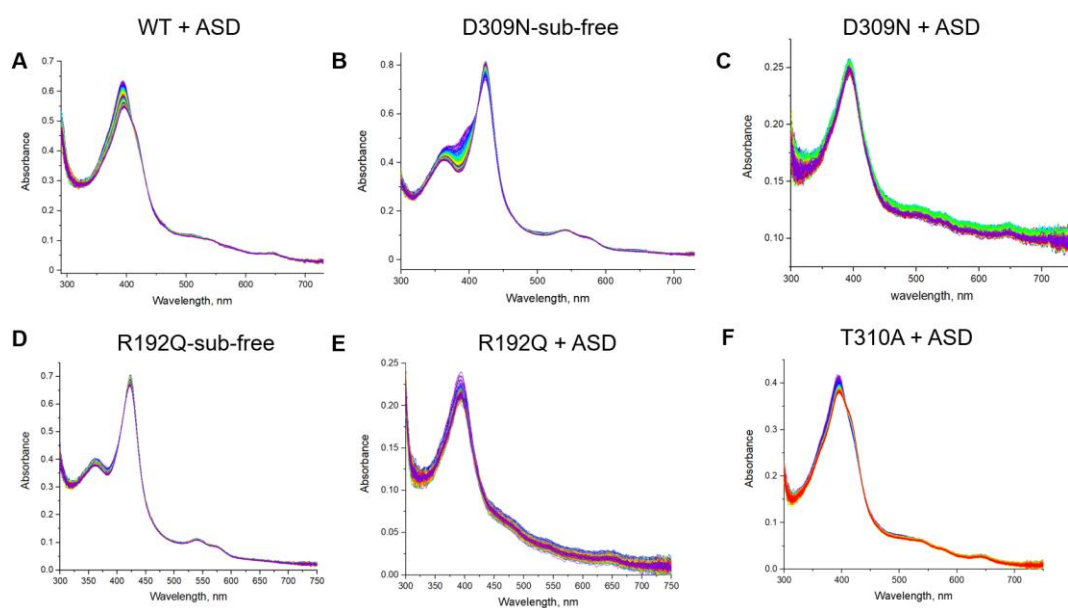 WT + ASD
D309N-sub-free
D309N + ASD
A
B
C
0.7
0.6
0.5
0.4
0.3
0.2
0.1
0
Absorbance
300 400 500 600 700
Wavelength, nm
0.8
0.6
0.4
0.2
0.0
Absorbance
300 400 500 600 700
Wavelength, nm
0.25
0.20
0.15
0.10
Absorbance
300 400 500 600 700
wavelength, nm
D
R192Q-sub-free
E
R192Q + ASD
F
T310A + ASD
0.7
0.6
0.5
0.4
0.3
0.2
0.1
0.0
Absorbance
300 350 400 450 500 550 600 650 700 750
Wavelength, nm
0.25
0.20
0.15
0.10
0.05
0.00
Absorbance
300 350 400 450 500 550 600 650 700 750
Wavelength, nm
0.4
0.3
0.2
0.1
0.0
Absorbance
300 400 500 600 700
Wavelength, nm